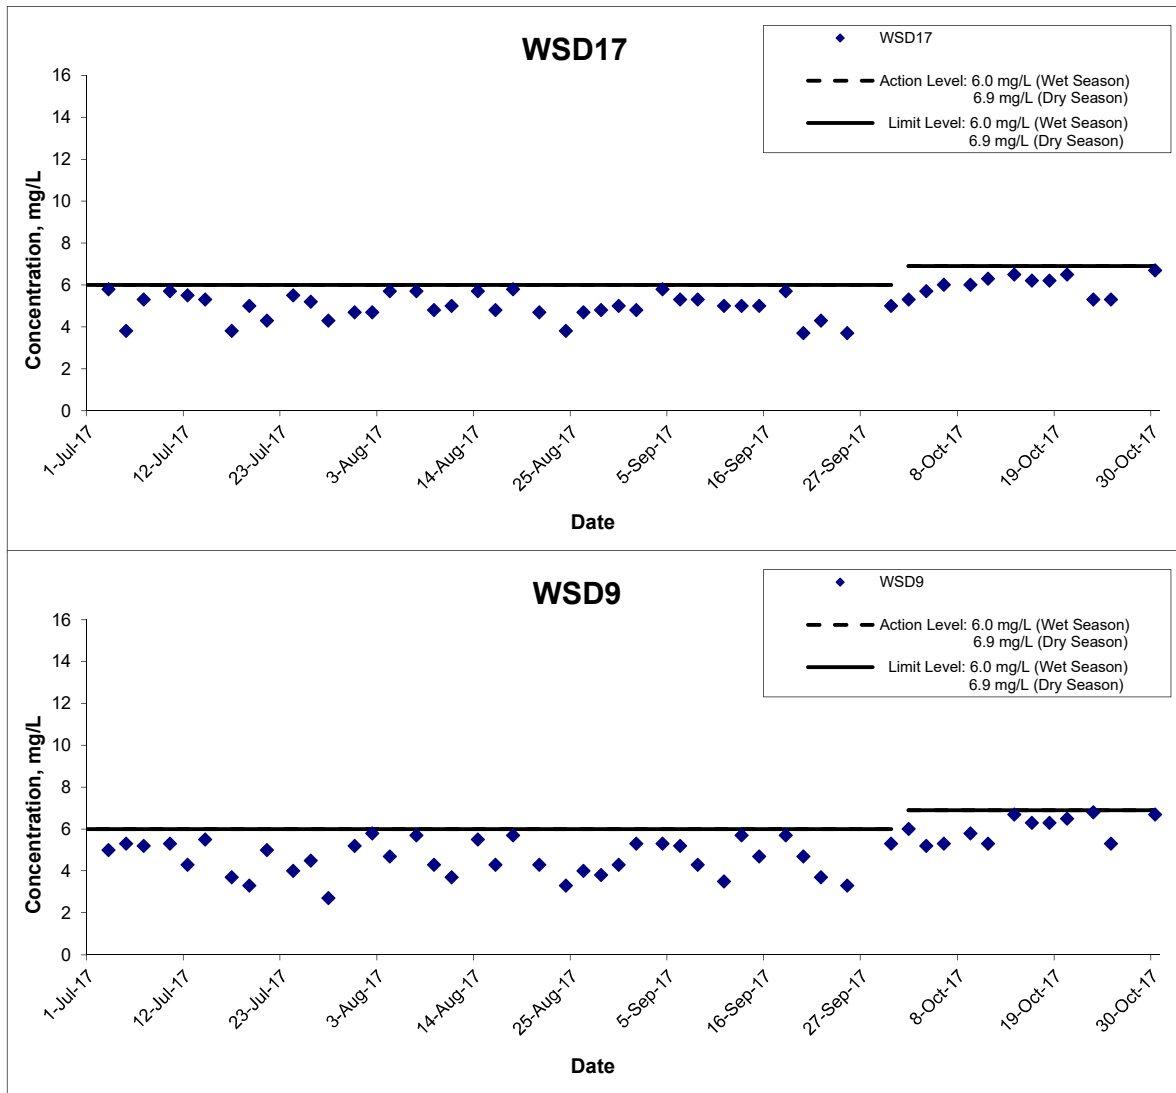 WSD17
WSD17
Action Level: 6.0 mg/L (Wet Season)
6.9 mg/L (Dry Season)
Limit Level: 6.0 mg/L (Wet Season)
6.9 mg/L (Dry Season)
Concentration, mg/L
16
14
12
10
8
6
4
2
0
1-Jul-17
12-Jul-17
23-Jul-17
3-Aug-17
14-Aug-17
25-Aug-17
5-Sep-17
16-Sep-17
27-Sep-17
8-Oct-17
19-Oct-17
30-Oct-17
Date
WSD9
WSD9
Action Level: 6.0 mg/L (Wet Season)
6.9 mg/L (Dry Season)
Limit Level: 6.0 mg/L (Wet Season)
6.9 mg/L (Dry Season)
Concentration, mg/L
16
14
12
10
8
6
4
2
0
1-Jul-17
12-Jul-17
23-Jul-17
3-Aug-17
14-Aug-17
25-Aug-17
5-Sep-17
16-Sep-17
27-Sep-17
8-Oct-17
19-Oct-17
30-Oct-17
Date